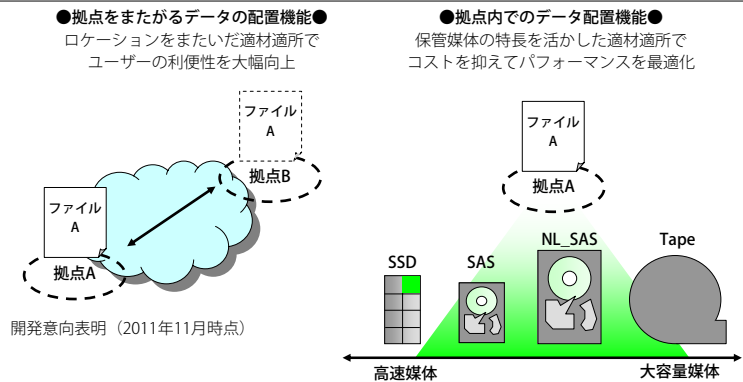 ●拠点をまたがるデータの配置機能●
ロケーションをまたいだ適材適所で
ユーザーの利便性を大幅向上
ファイル
A
拠点B
ファイル
A
拠点A
開発意向表明（2011年11月時点）
●拠点内でのデータ配置機能●
保管媒体の特長を活かした適材適所で
コストを抑えてパフォーマンスを最適化
ファイル
A
拠点A
SSD
SAS
NL_SAS
Tape
高速媒体
大容量媒体